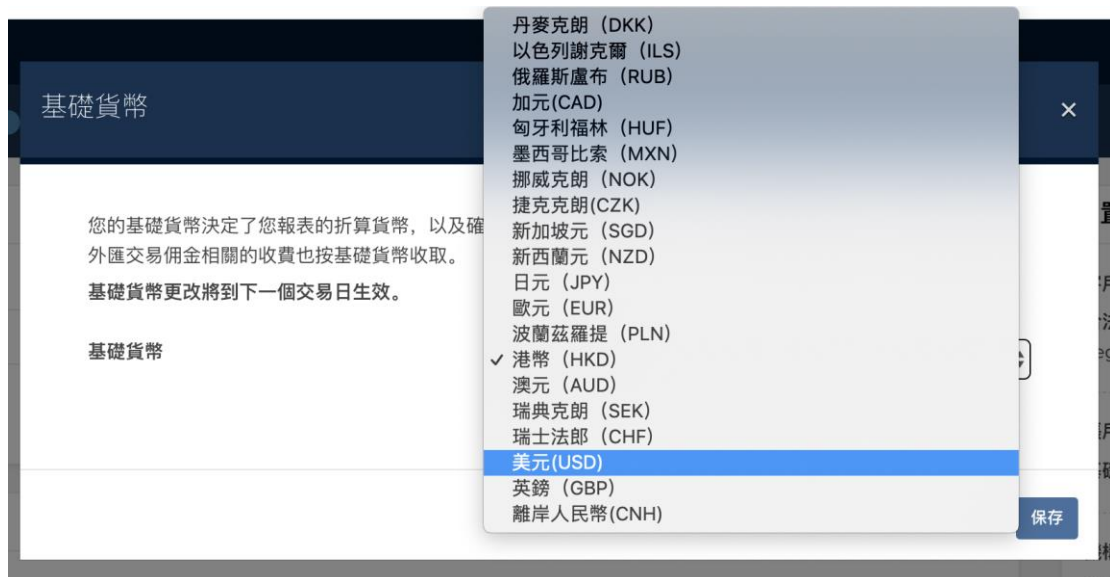 基礎貨幣
×
您的基礎貨幣決定了您報表的折算貨幣，以及確
外匯交易佣金相關的收費也按基礎貨幣收取。
基礎貨幣更改將到下一個交易日生效。
基礎貨幣
丹麥克朗（DKK）
以色列謝克爾（ILS）
俄羅斯盧布（RUB）
加元(CAD)
匈牙利福林（HUF）
墨西哥比索（MXN）
挪威克朗（NOK）
捷克克朗(CZK)
新加坡元（SGD）
新西蘭元（NZD）
日元（JPY）
歐元（EUR）
波蘭茲羅提（PLN）
✓ 港幣（HKD）
澳元（AUD）
瑞典克朗（SEK）
瑞士法郎（CHF）
美元(USD)
英鎊（GBP）
離岸人民幣(CNH)
保存